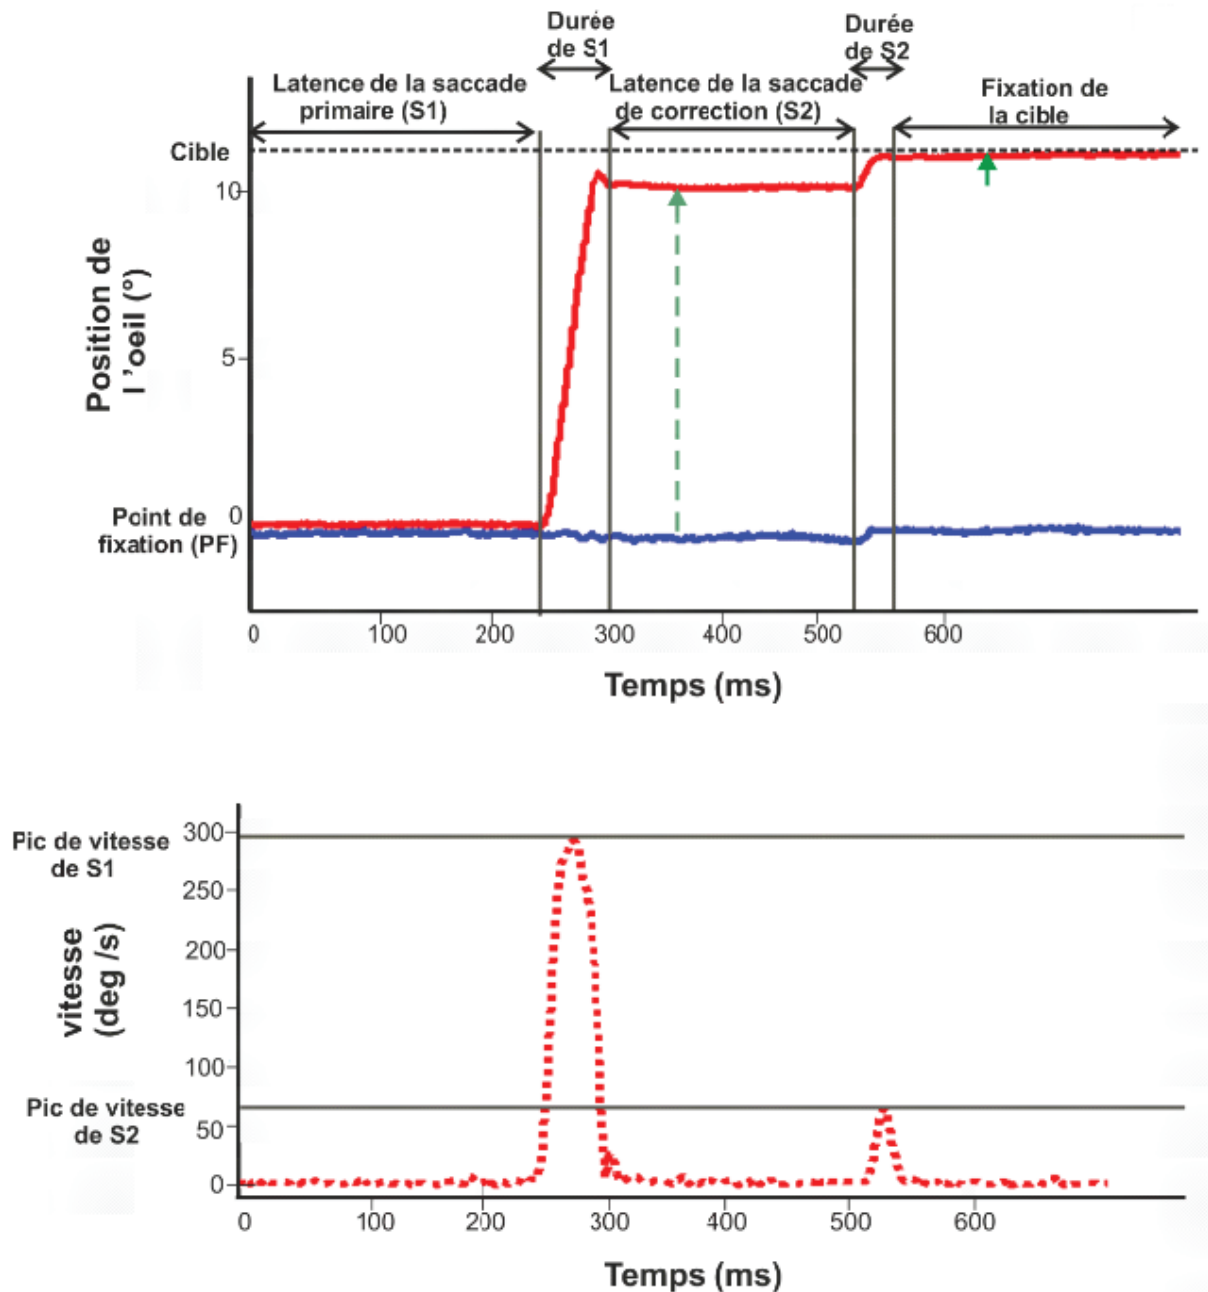 Durée
de S1
Durée
de S2
Latence de la saccade
primaire (S1)
Latence de la saccade
de correction (S2)
Fixation de
la cible
Cible
10
5
0
Position de
l 'oeil (°)
Point de
fixation (PF)
0 100 200 300 400 500 600
Temps (ms)
Pic de vitesse
de S1
300
250
200
150
100
50
0
vitesse
(deg /s)
Pic de vitesse
de S2
0 100 200 300 400 500 600
Temps (ms)